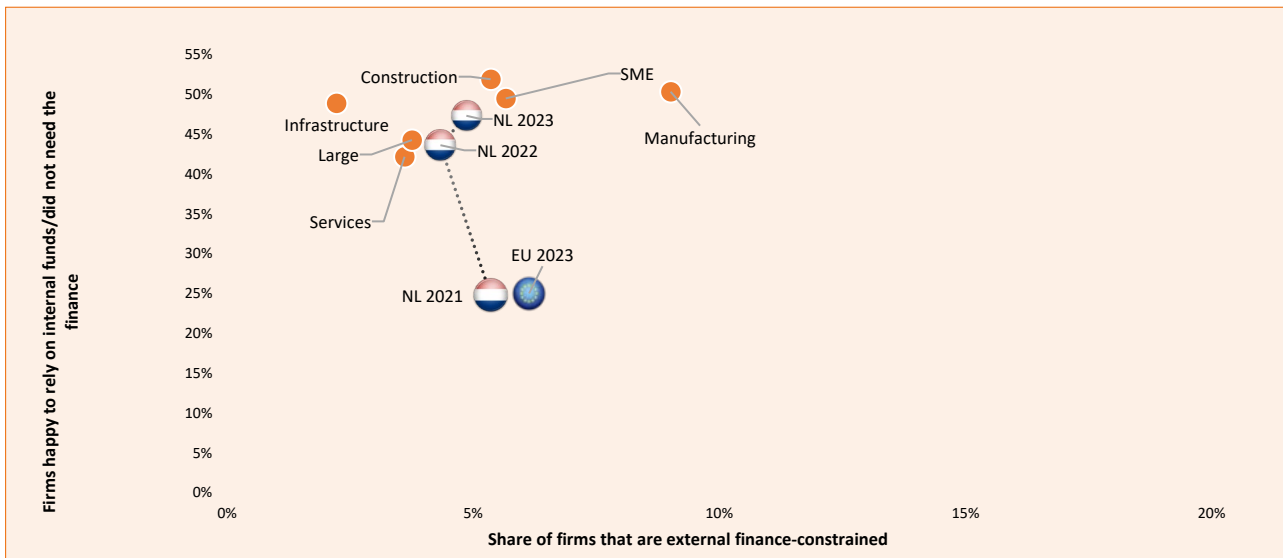 Firms happy to rely on internal funds/did not need the
finance
55%
50%
45%
40%
35%
30%
25%
20%
15%
10%
5%
0%
Construction
SME
Infrastructure
NL 2023
Manufacturing
Large
NL 2022
Services
EU 2023
NL 2021
0%
5%
10%
15%
20%
Share of firms that are external finance-constrained